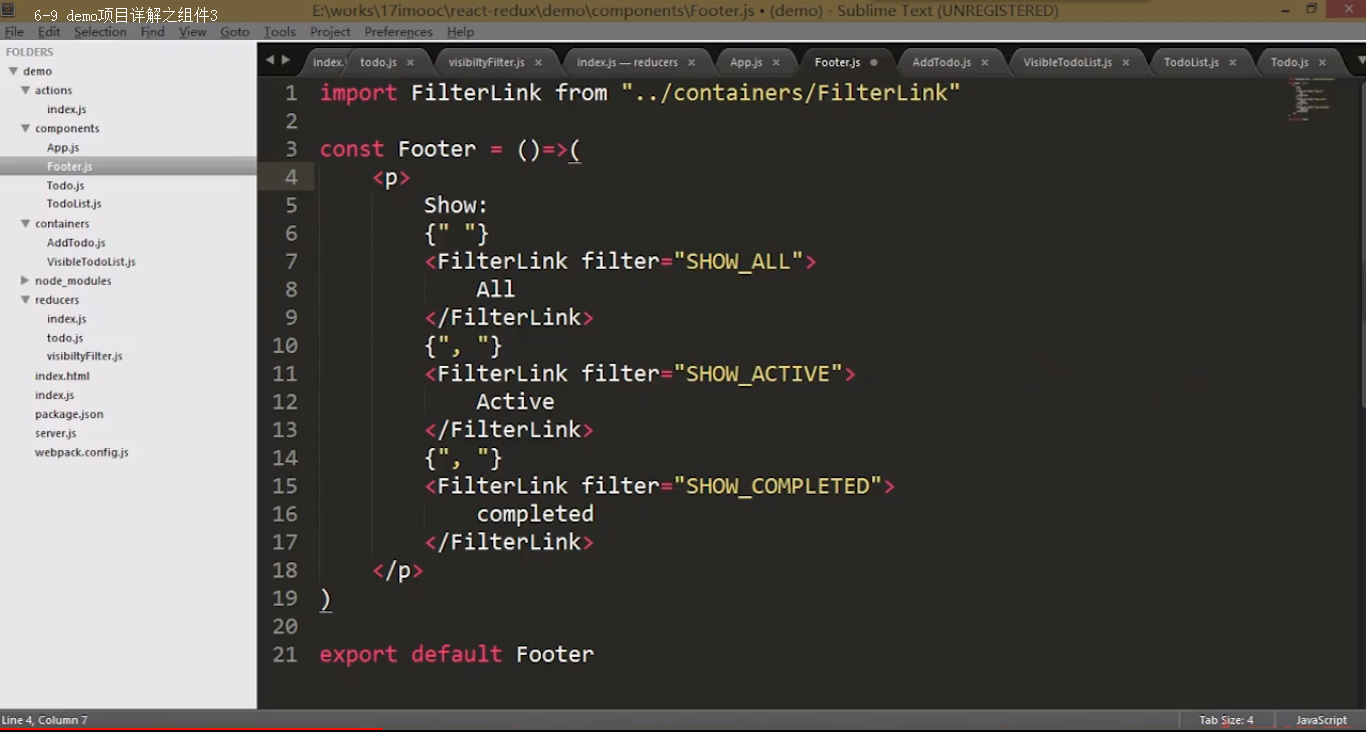 6-9 demo项目详解之组件3
E:\works\17imooc\react-redux\demo\components\Footer.js • (demo) - Sublime Text (UNREGISTERED)
File Edit Selection Find View Goto Tools Project Preferences Help
FOLDERS
demo
actions
index.js
components
App.js
Footer.js
Todo.js
TodoList.js
containers
AddTodo.js
VisibleTodoList.js
node_modules
reducers
index.js
todo.js
visibiltyFilter.js
index.html
index.js
package.json
server.js
webpack.config.js
index. todo.js × visibiltyFilter.js × index.js — reducers × App.js × Footer.js ● AddTodo.js × VisibleTodoList.js × TodoList.js × Todo.js ×
1 import FilterLink from "../containers/FilterLink"
2
3 const Footer = ()=>(
4 <p>
5 Show:
6 {" "}
7 <FilterLink filter="SHOW_ALL">
8 All
9 </FilterLink>
10 {", "}
11 <FilterLink filter="SHOW_ACTIVE">
12 Active
13 </FilterLink>
14 {", "}
15 <FilterLink filter="SHOW_COMPLETED">
16 completed
17 </FilterLink>
18 </p>
19 )
20
21 export default Footer
Line 4, Column 7
Tab Size: 4
JavaScript